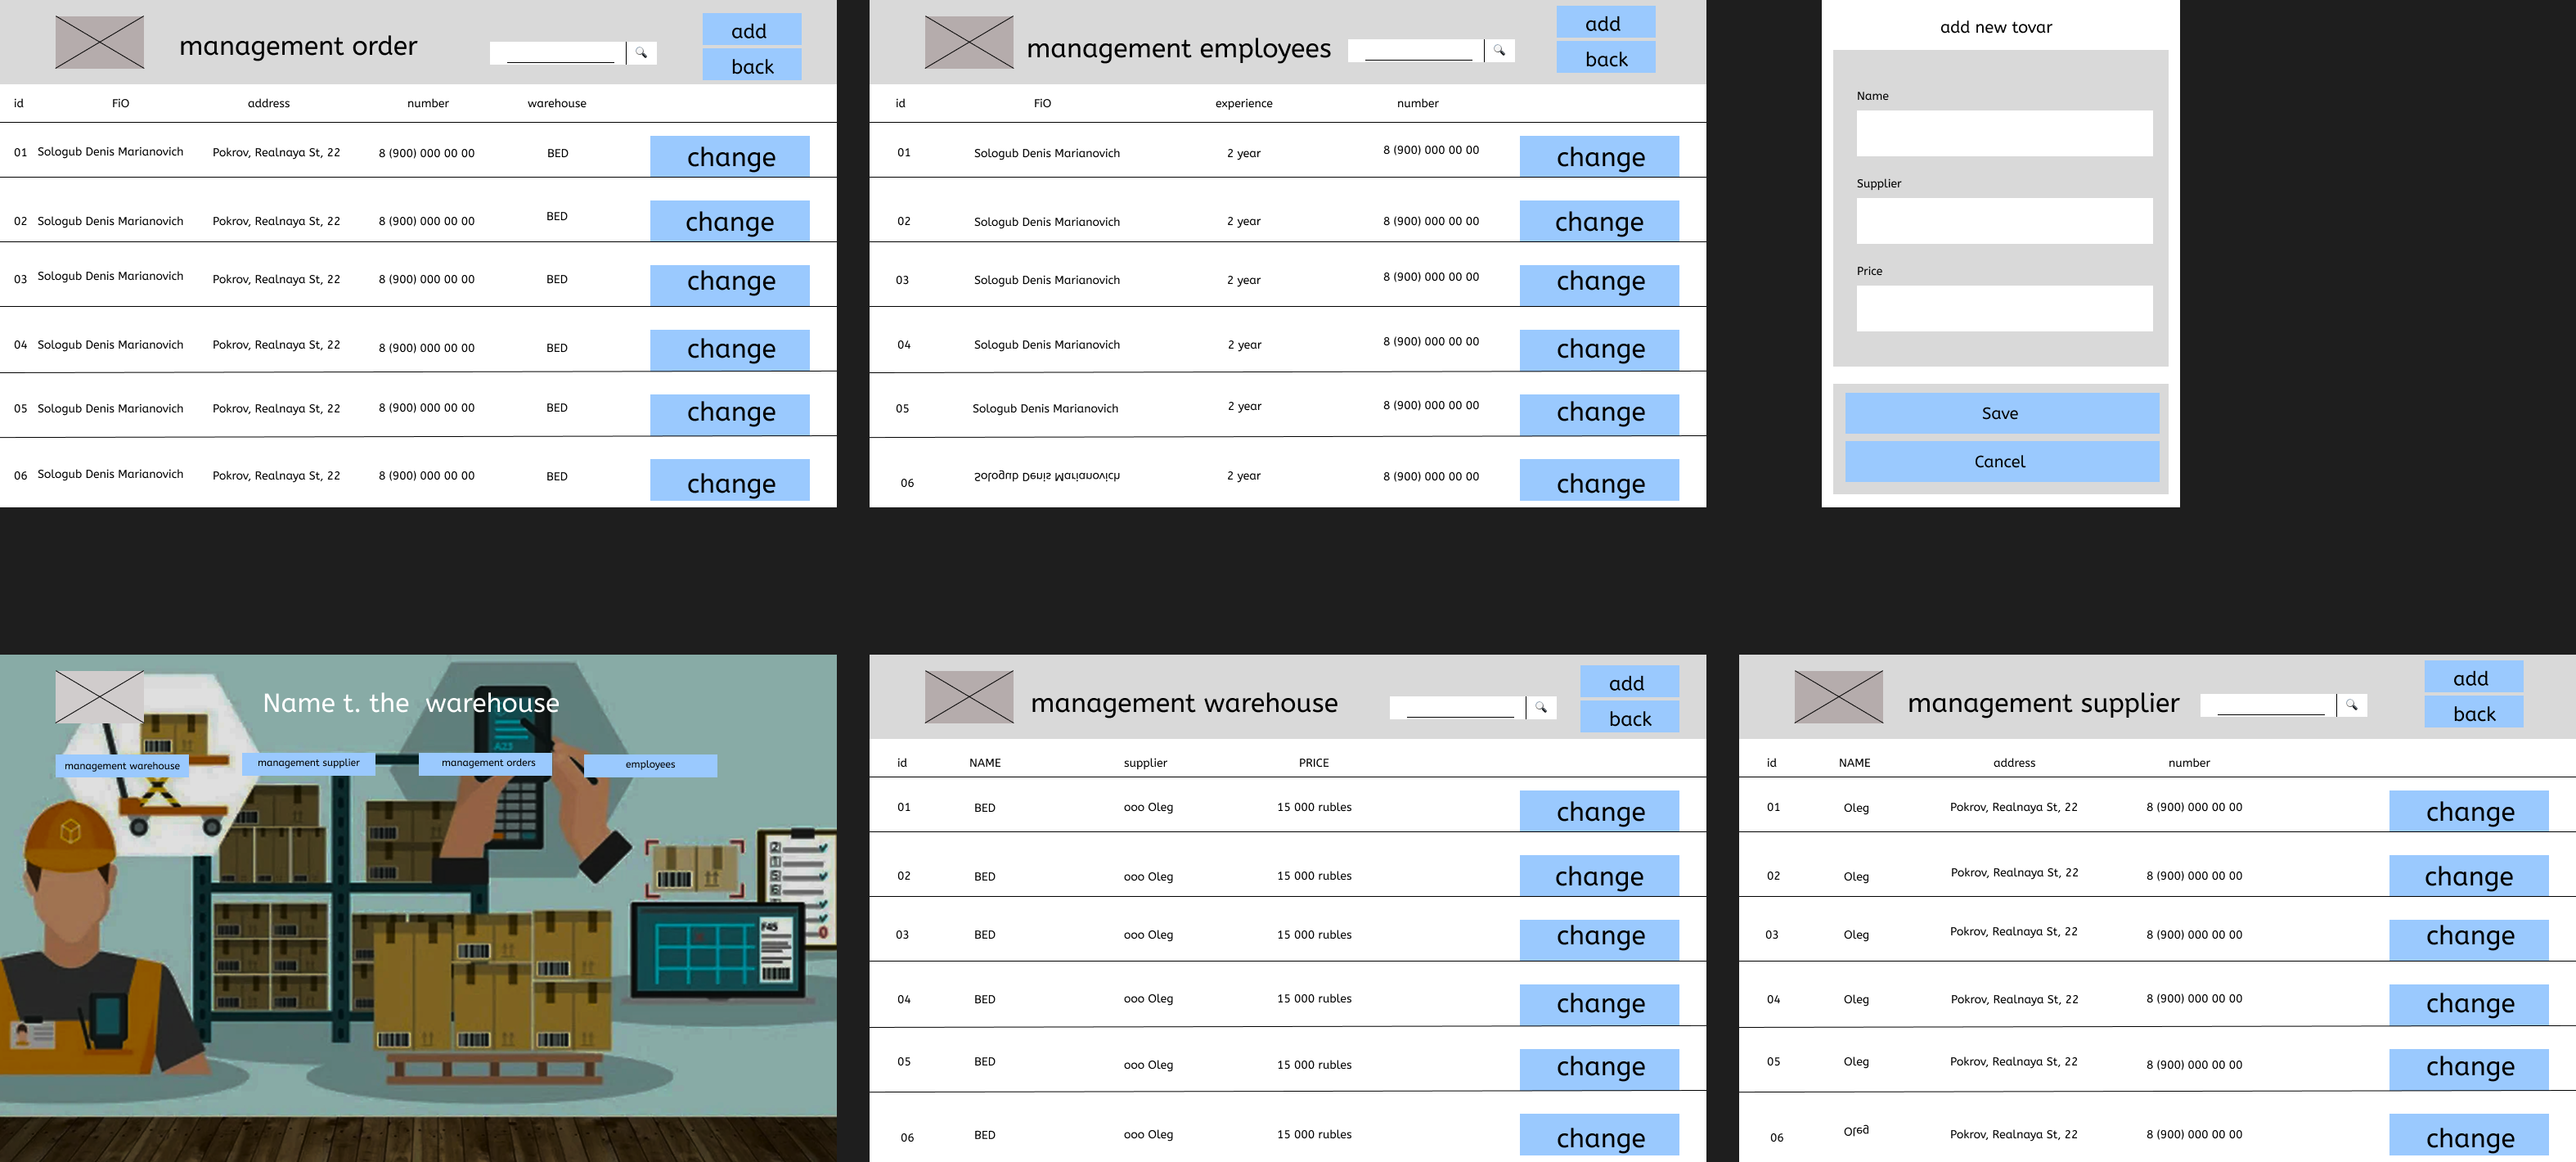 management order
add
back
id FiO address number warehouse
01 Sologub Denis Marianovich Pokrov, Realnaya St, 22 8 (900) 000 00 00 BED change
02 Sologub Denis Marianovich Pokrov, Realnaya St, 22 8 (900) 000 00 00 BED change
03 Sologub Denis Marianovich Pokrov, Realnaya St, 22 8 (900) 000 00 00 BED change
04 Sologub Denis Marianovich Pokrov, Realnaya St, 22 8 (900) 000 00 00 BED change
05 Sologub Denis Marianovich Pokrov, Realnaya St, 22 8 (900) 000 00 00 BED change
06 Sologub Denis Marianovich Pokrov, Realnaya St, 22 8 (900) 000 00 00 BED change
management employees
add
back
id FiO experience number
01 Sologub Denis Marianovich 2 year 8 (900) 000 00 00 change
02 Sologub Denis Marianovich 2 year 8 (900) 000 00 00 change
03 Sologub Denis Marianovich 2 year 8 (900) 000 00 00 change
04 Sologub Denis Marianovich 2 year 8 (900) 000 00 00 change
05 Sologub Denis Marianovich 2 year 8 (900) 000 00 00 change
06 Sologub Denis Marianovich 2 year 8 (900) 000 00 00 change
add new tovar
Name
Supplier
Price
Save
Cancel
Name t. the warehouse
management warehouse management supplier management orders employees
A23
2
1
5
6
F45
0
management warehouse
add
back
id NAME supplier PRICE
01 BED ooo Oleg 15 000 rubles change
02 BED ooo Oleg 15 000 rubles change
03 BED ooo Oleg 15 000 rubles change
04 BED ooo Oleg 15 000 rubles change
05 BED ooo Oleg 15 000 rubles change
06 BED ooo Oleg 15 000 rubles change
management supplier
add
back
id NAME address number
01 Oleg Pokrov, Realnaya St, 22 8 (900) 000 00 00 change
02 Oleg Pokrov, Realnaya St, 22 8 (900) 000 00 00 change
03 Oleg Pokrov, Realnaya St, 22 8 (900) 000 00 00 change
04 Oleg Pokrov, Realnaya St, 22 8 (900) 000 00 00 change
05 Oleg Pokrov, Realnaya St, 22 8 (900) 000 00 00 change
06 Oleg Pokrov, Realnaya St, 22 8 (900) 000 00 00 change